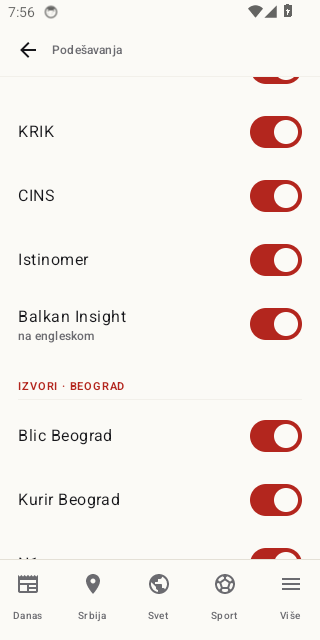 7:56
Podešavanja
KRIK
CINS
Istinomer
Balkan Insight
na engleskom
IZVORI · BEOGRAD
Blic Beograd
Kurir Beograd
Danas
Srbija
Svet
Sport
Više